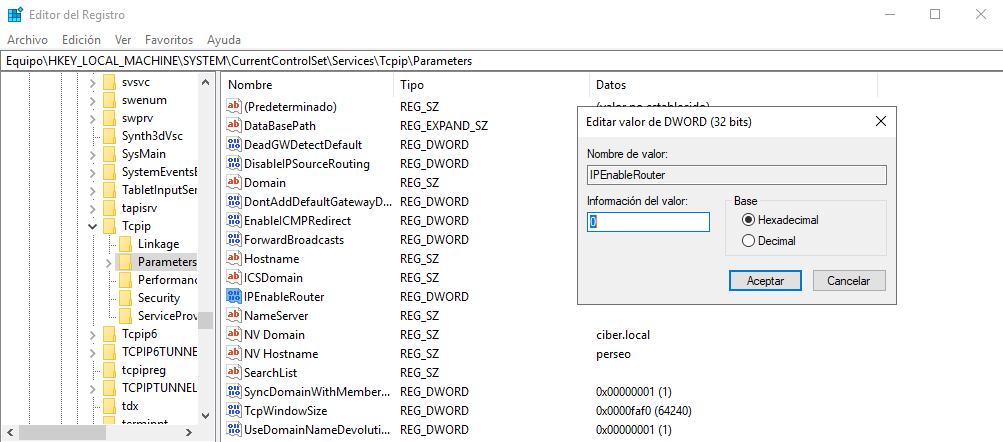 Editor del Registro
Archivo Edición Ver Favoritos Ayuda
Equipo\HKEY_LOCAL_MACHINE\SYSTEM\CurrentControlSet\Services\Tcpip\Parameters
svsvc
swenum
swprv
Synth3dVsc
SysMain
SystemEventsB
TabletInputSer
tapisrv
Tcpip
Linkage
Parameters
Performanc
Security
ServiceProv
Tcpip6
TCPIP6TUNNE
tcpipreg
TCPIPTUNNEL
tdx
terminpt
Nombre Tipo Datos
(Predeterminado) REG_SZ (valor no establecido)
DataBasePath REG_EXPAND_SZ
DeadGWDetectDefault REG_DWORD
DisableIPSourceRouting REG_DWORD
Domain REG_SZ
DontAddDefaultGatewayD... REG_DWORD
EnableICMPRedirect REG_DWORD
ForwardBroadcasts REG_DWORD
Hostname REG_SZ
ICSDomain REG_SZ
IPEnableRouter REG_DWORD
NameServer REG_SZ
NV Domain REG_SZ ciber.local
NV Hostname REG_SZ perseo
SearchList REG_SZ
SyncDomainWithMember... REG_DWORD 0x00000001 (1)
TcpWindowSize REG_DWORD 0x0000faf0 (64240)
UseDomainNameDevoluti... REG_DWORD 0x00000001 (1)
Editar valor de DWORD (32 bits)
Nombre de valor:
IPEnableRouter
Información del valor:
0
Base
Hexadecimal
Decimal
Aceptar Cancelar